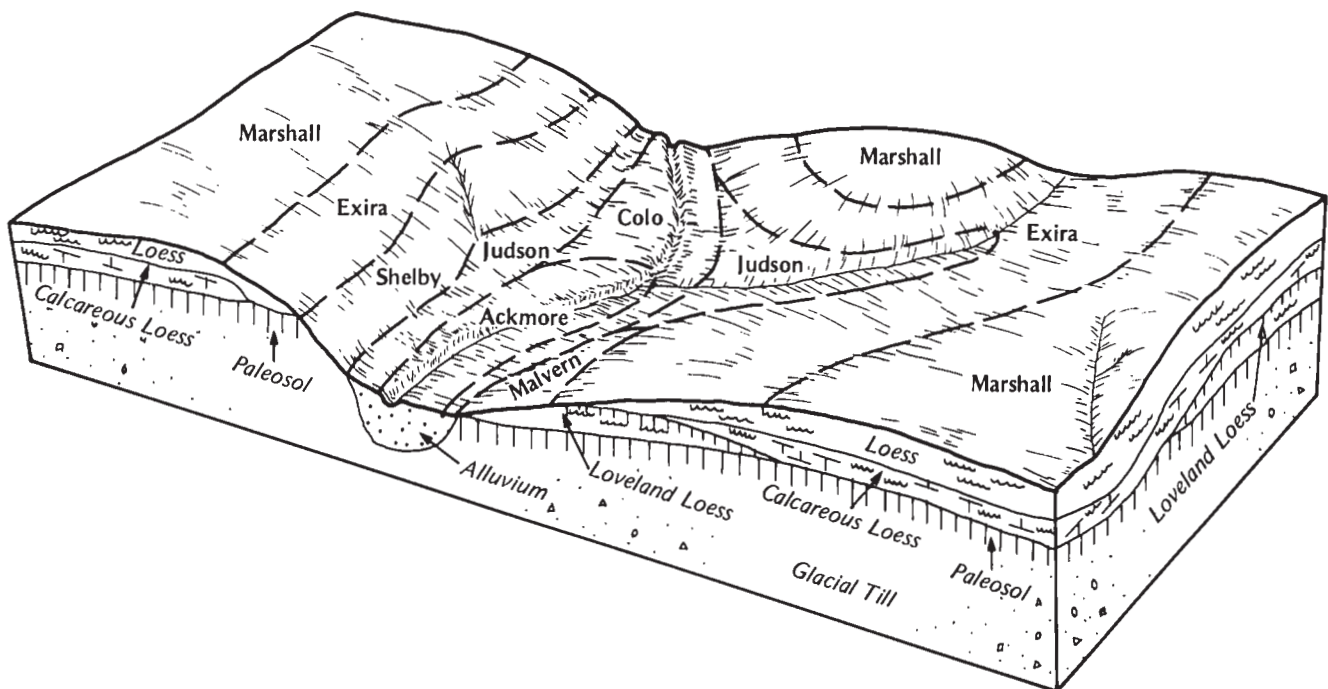 Marshall
Marshall
Exira
Colo
Exira
Judson
Judson
Loess
Shelby
Calcareous Loess
Ackmore
Paleosol
Malvern
Marshall
Loess
Loveland Loess
Alluvium
Loveland Loess
Calcareous Loess
Paleosol
Glacial Till